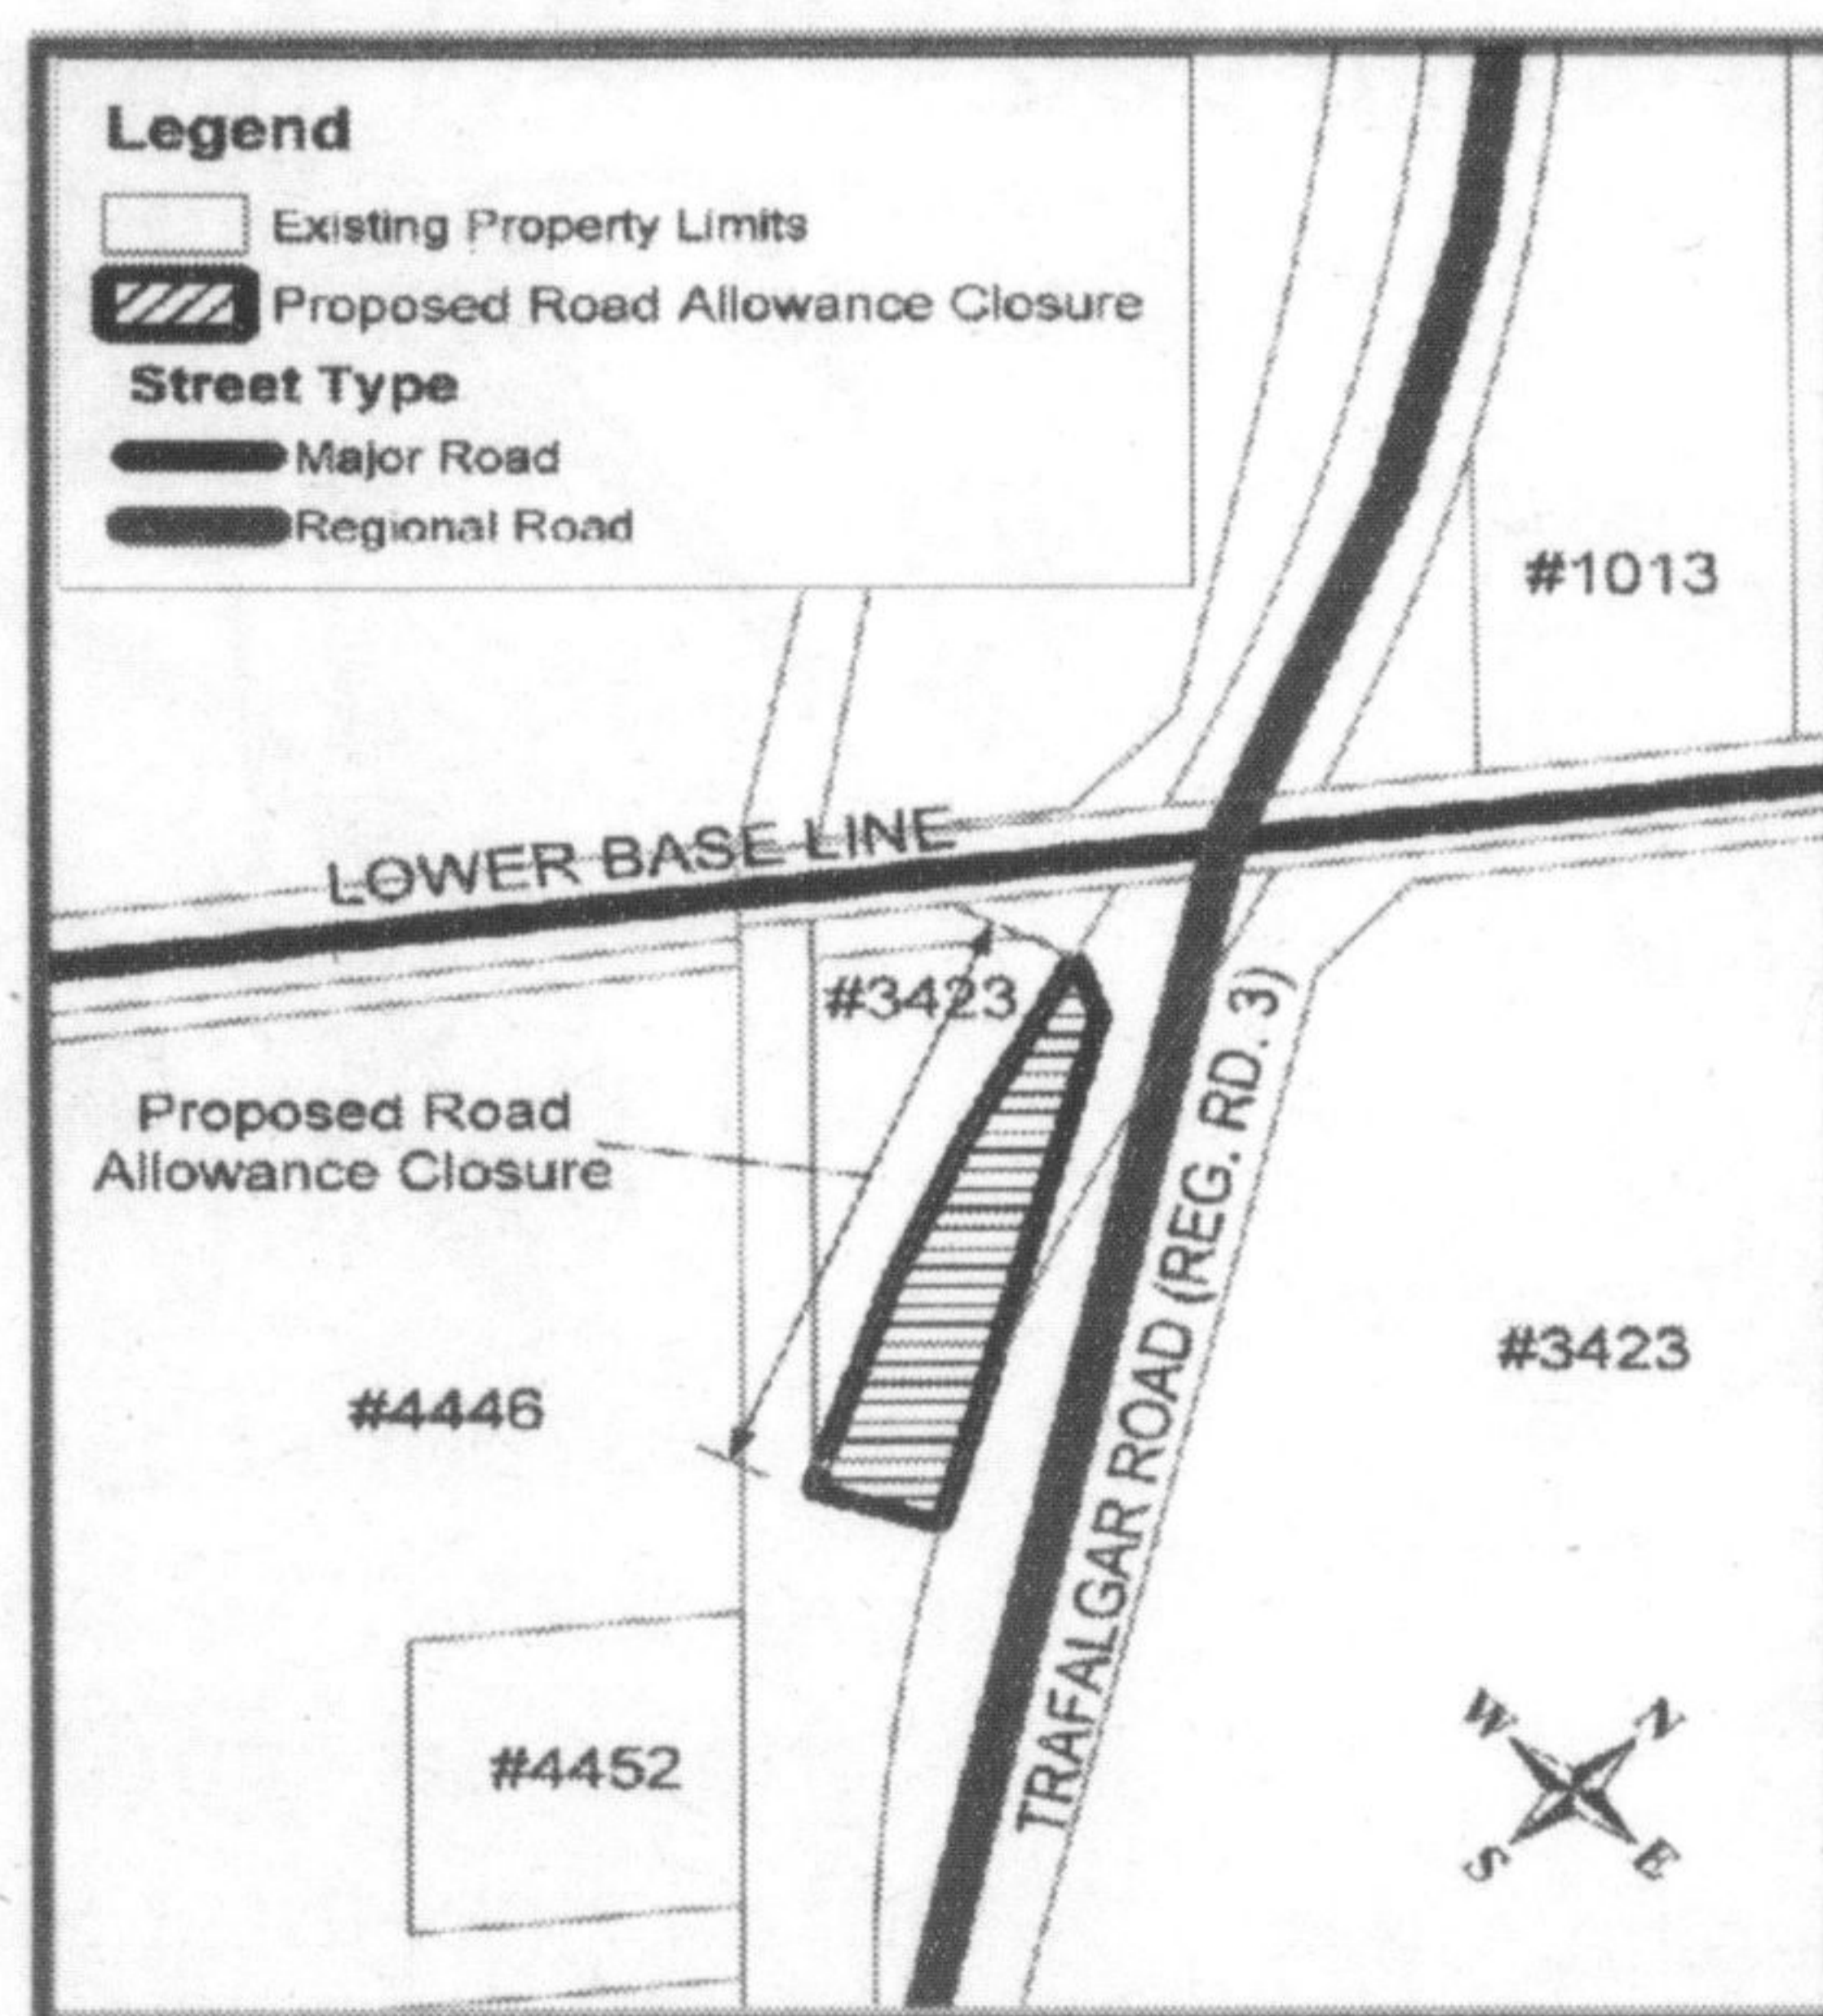 Legend
Existing Property Limits
Proposed Road Allowance Closure
Street Type
Major Road
Regional Road
#1013
LOWER BASE LINE
#3423
Proposed Road
Allowance Closure
TRAFALGAR ROAD (REG. RD. 3)
#3423
#4446
#4452
W
N
S
E